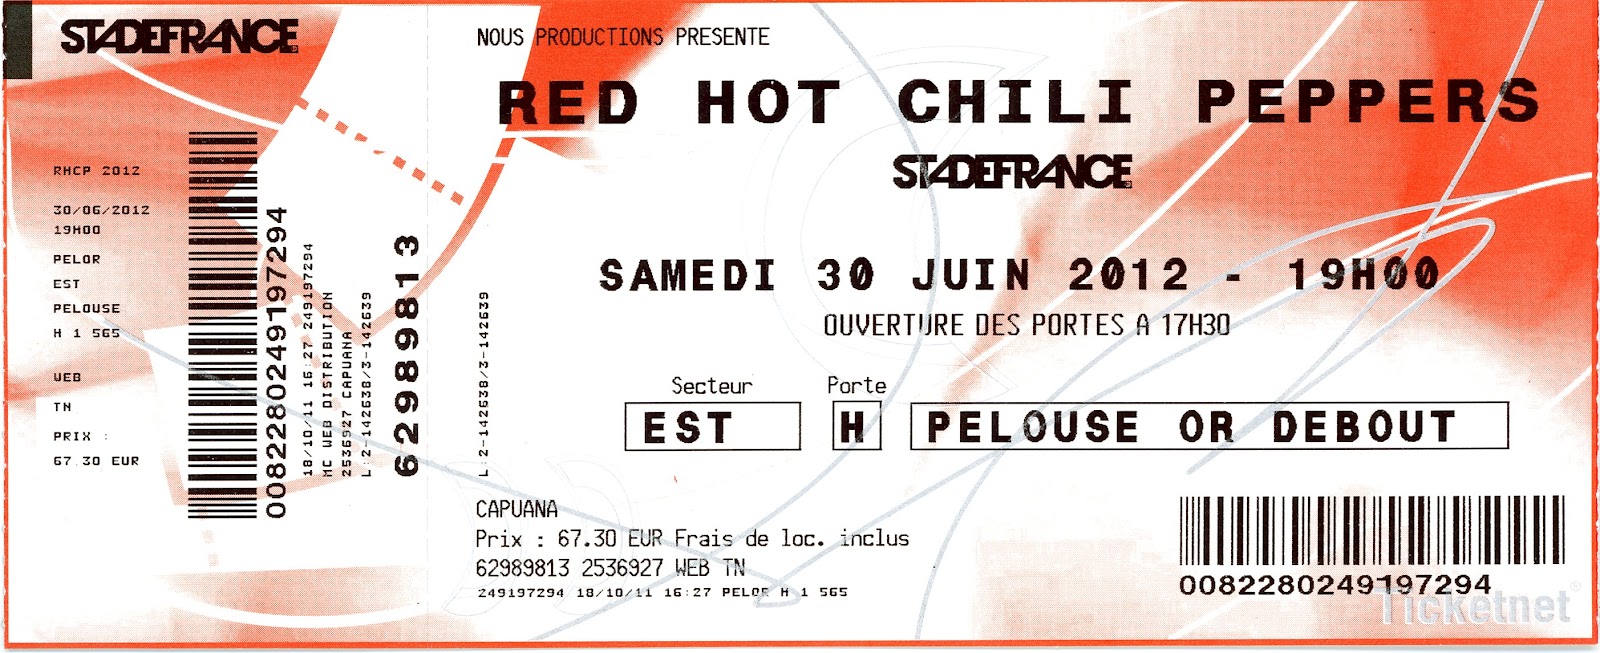 STADEFRANCE
RHCP 2012
30/06/2012
19H00
PELOR
EST
PELOUSE
H 1 565
WEB
TN
PRIX :
67.30 EUR
0082280249197294
18/10/11 16:27 249197294
MC WEB DISTRIBUTION
2536927 CAPUANA
L:2-142638/3-142639
62989813
L:2-142638/3-142639
NOUS PRODUCTIONS PRESENTE
RED HOT CHILI PEPPERS
STADEFRANCE
SAMEDI 30 JUIN 2012 - 19H00
OUVERTURE DES PORTES A 17H30
Secteur Porte
EST H PELOUSE OR DEBOUT
CAPUANA
Prix : 67.30 EUR Frais de loc. inclus
62989813 2536927 WEB TN
249197294 18/10/11 16:27 PELOR H 1 565
0082280249197294
Ticketnet